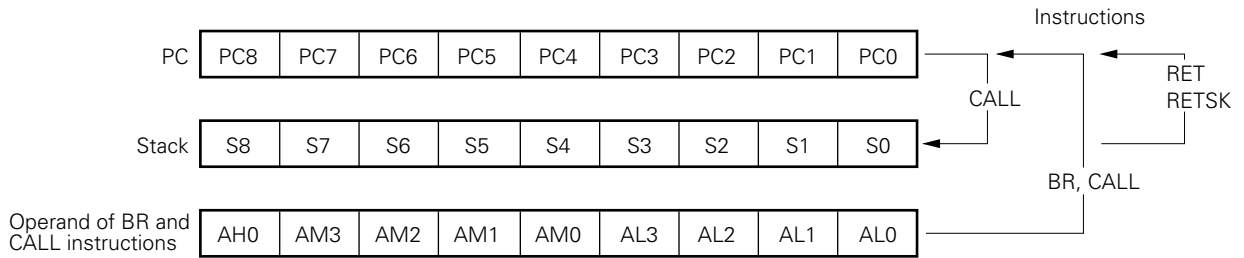 Instructions
PC PC8 PC7 PC6 PC5 PC4 PC3 PC2 PC1 PC0
RET
RETSK
CALL
Stack S8 S7 S6 S5 S4 S3 S2 S1 S0
BR, CALL
Operand of BR and
CALL instructions
AH0 AM3 AM2 AM1 AM0 AL3 AL2 AL1 AL0